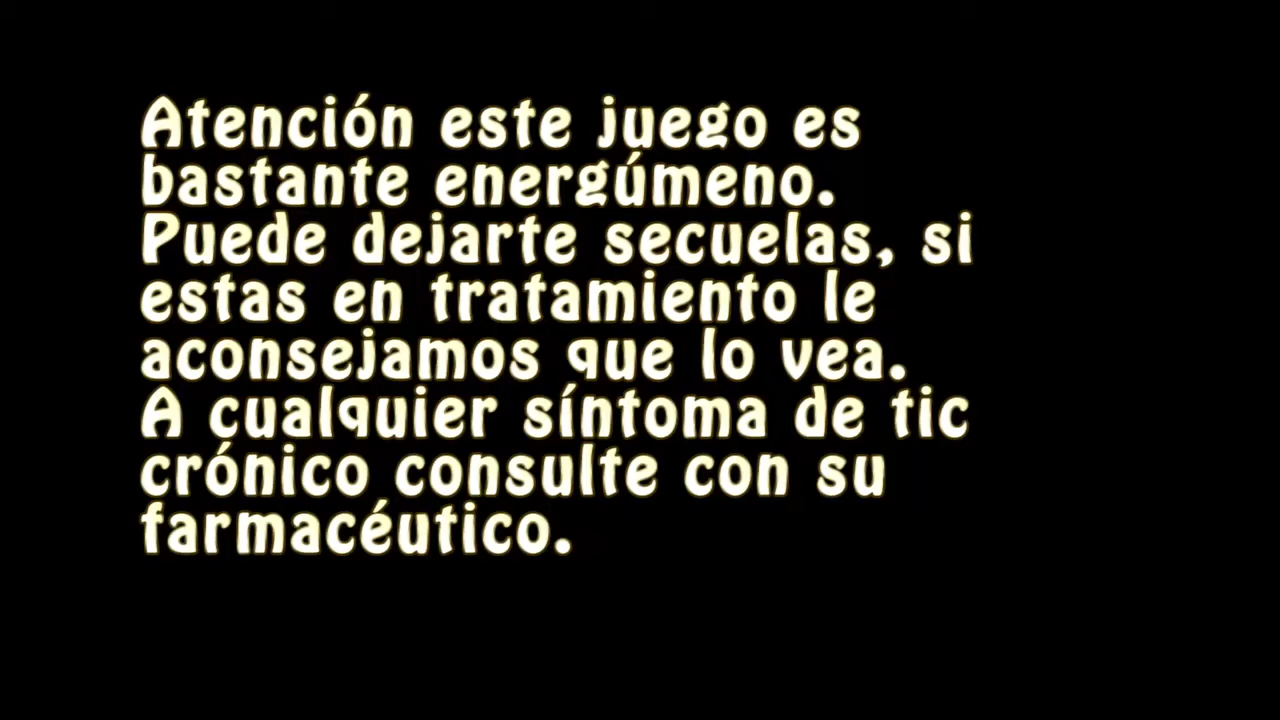 Atención este juego es
bastante energúmeno.
Puede dejarte secuelas, si
estas en tratamiento le
aconsejamos que lo vea.
A cualquier síntoma de tic
crónico consulte con su
farmacéutico.